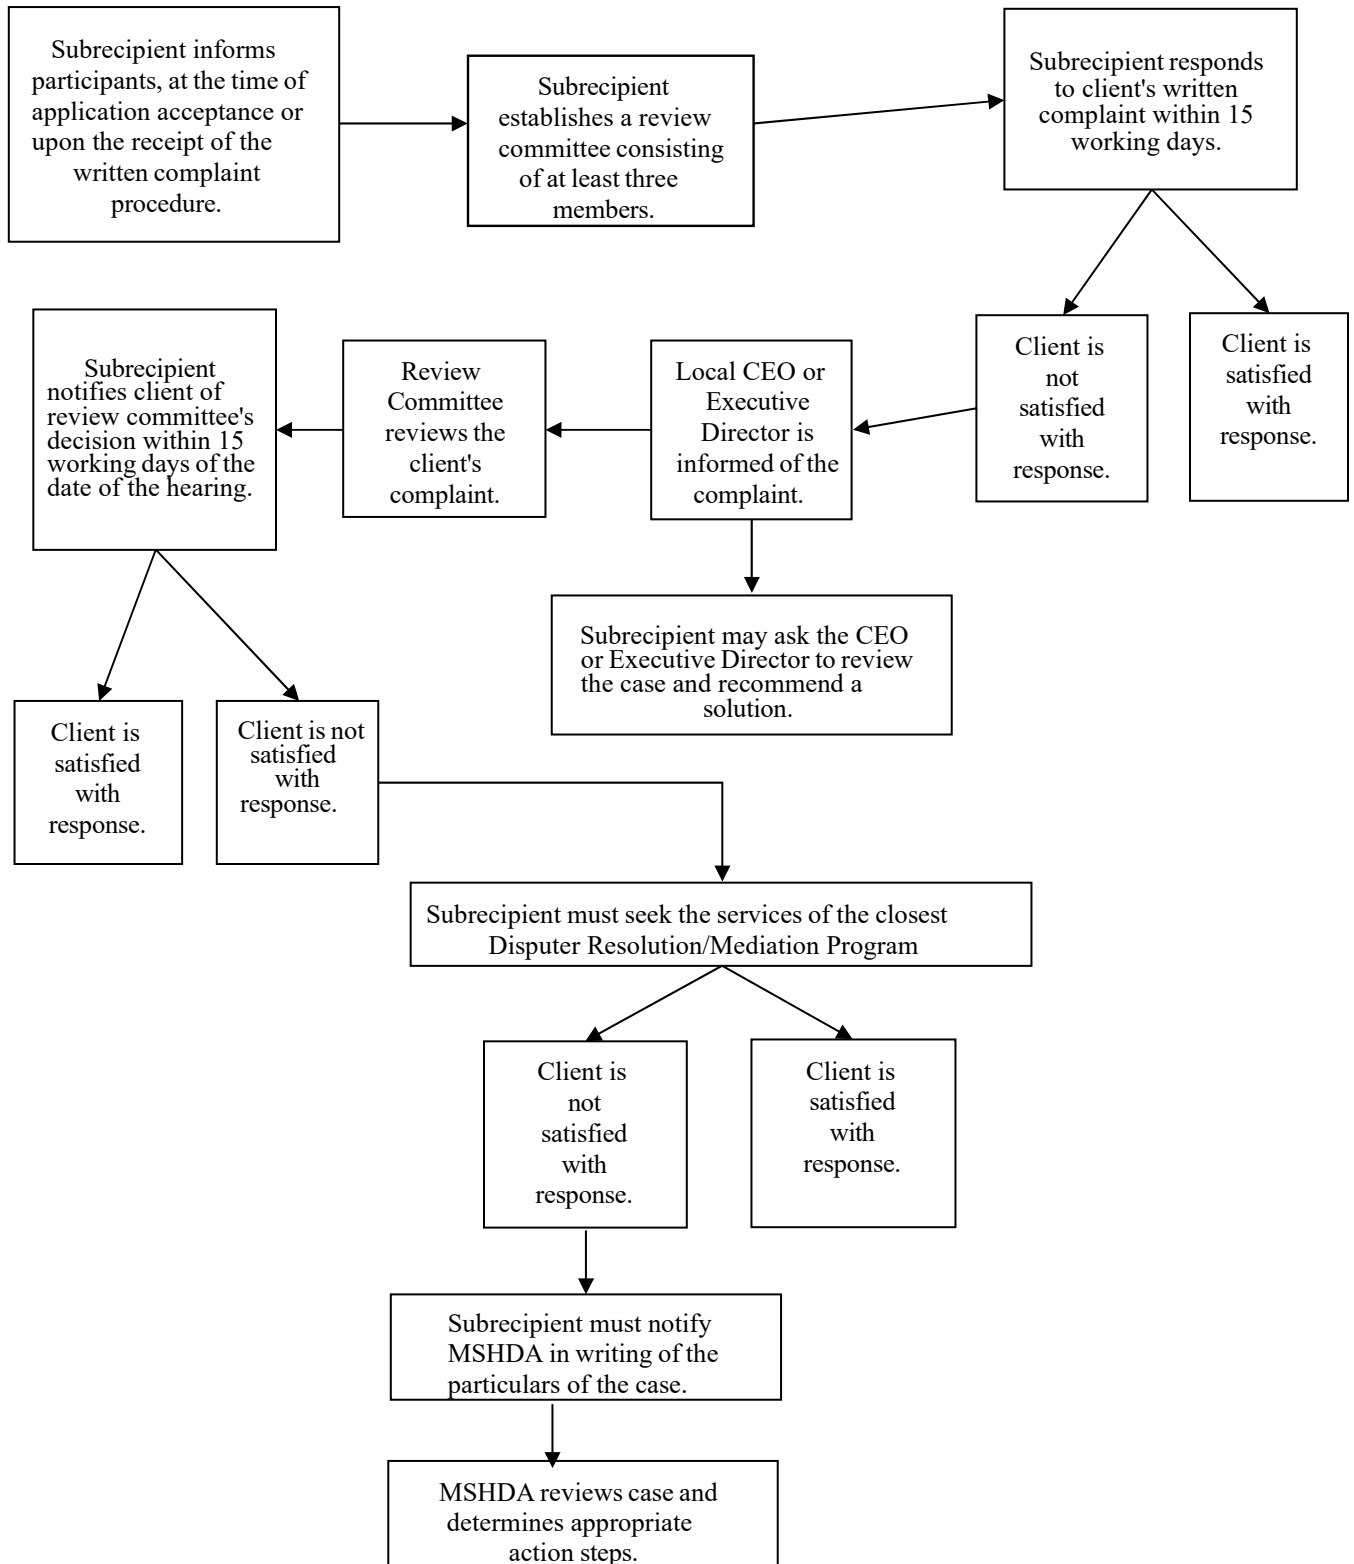 Subrecipient informs
participants, at the time of
application acceptance or
upon the receipt of the
written complaint
procedure.
Subrecipient
establishes a review
committee consisting
of at least three
members.
Subrecipient responds
to client's written
complaint within 15
working days.
Client is
not
satisfied
with
response.
Client is
satisfied
with
response.
Local CEO or
Executive
Director is
informed of the
complaint.
Review
Committee
reviews the
client's
complaint.
Subrecipient
notifies client of
review committee's
decision within 15
working days of the
date of the hearing.
Subrecipient may ask the CEO
or Executive Director to review
the case and recommend a
solution.
Client is
satisfied
with
response.
Client is not
satisfied
with
response.
Subrecipient must seek the services of the closest
Disputer Resolution/Mediation Program
Client is
not
satisfied
with
response.
Client is
satisfied
with
response.
Subrecipient must notify
MSHDA in writing of the
particulars of the case.
MSHDA reviews case and
determines appropriate
action steps.